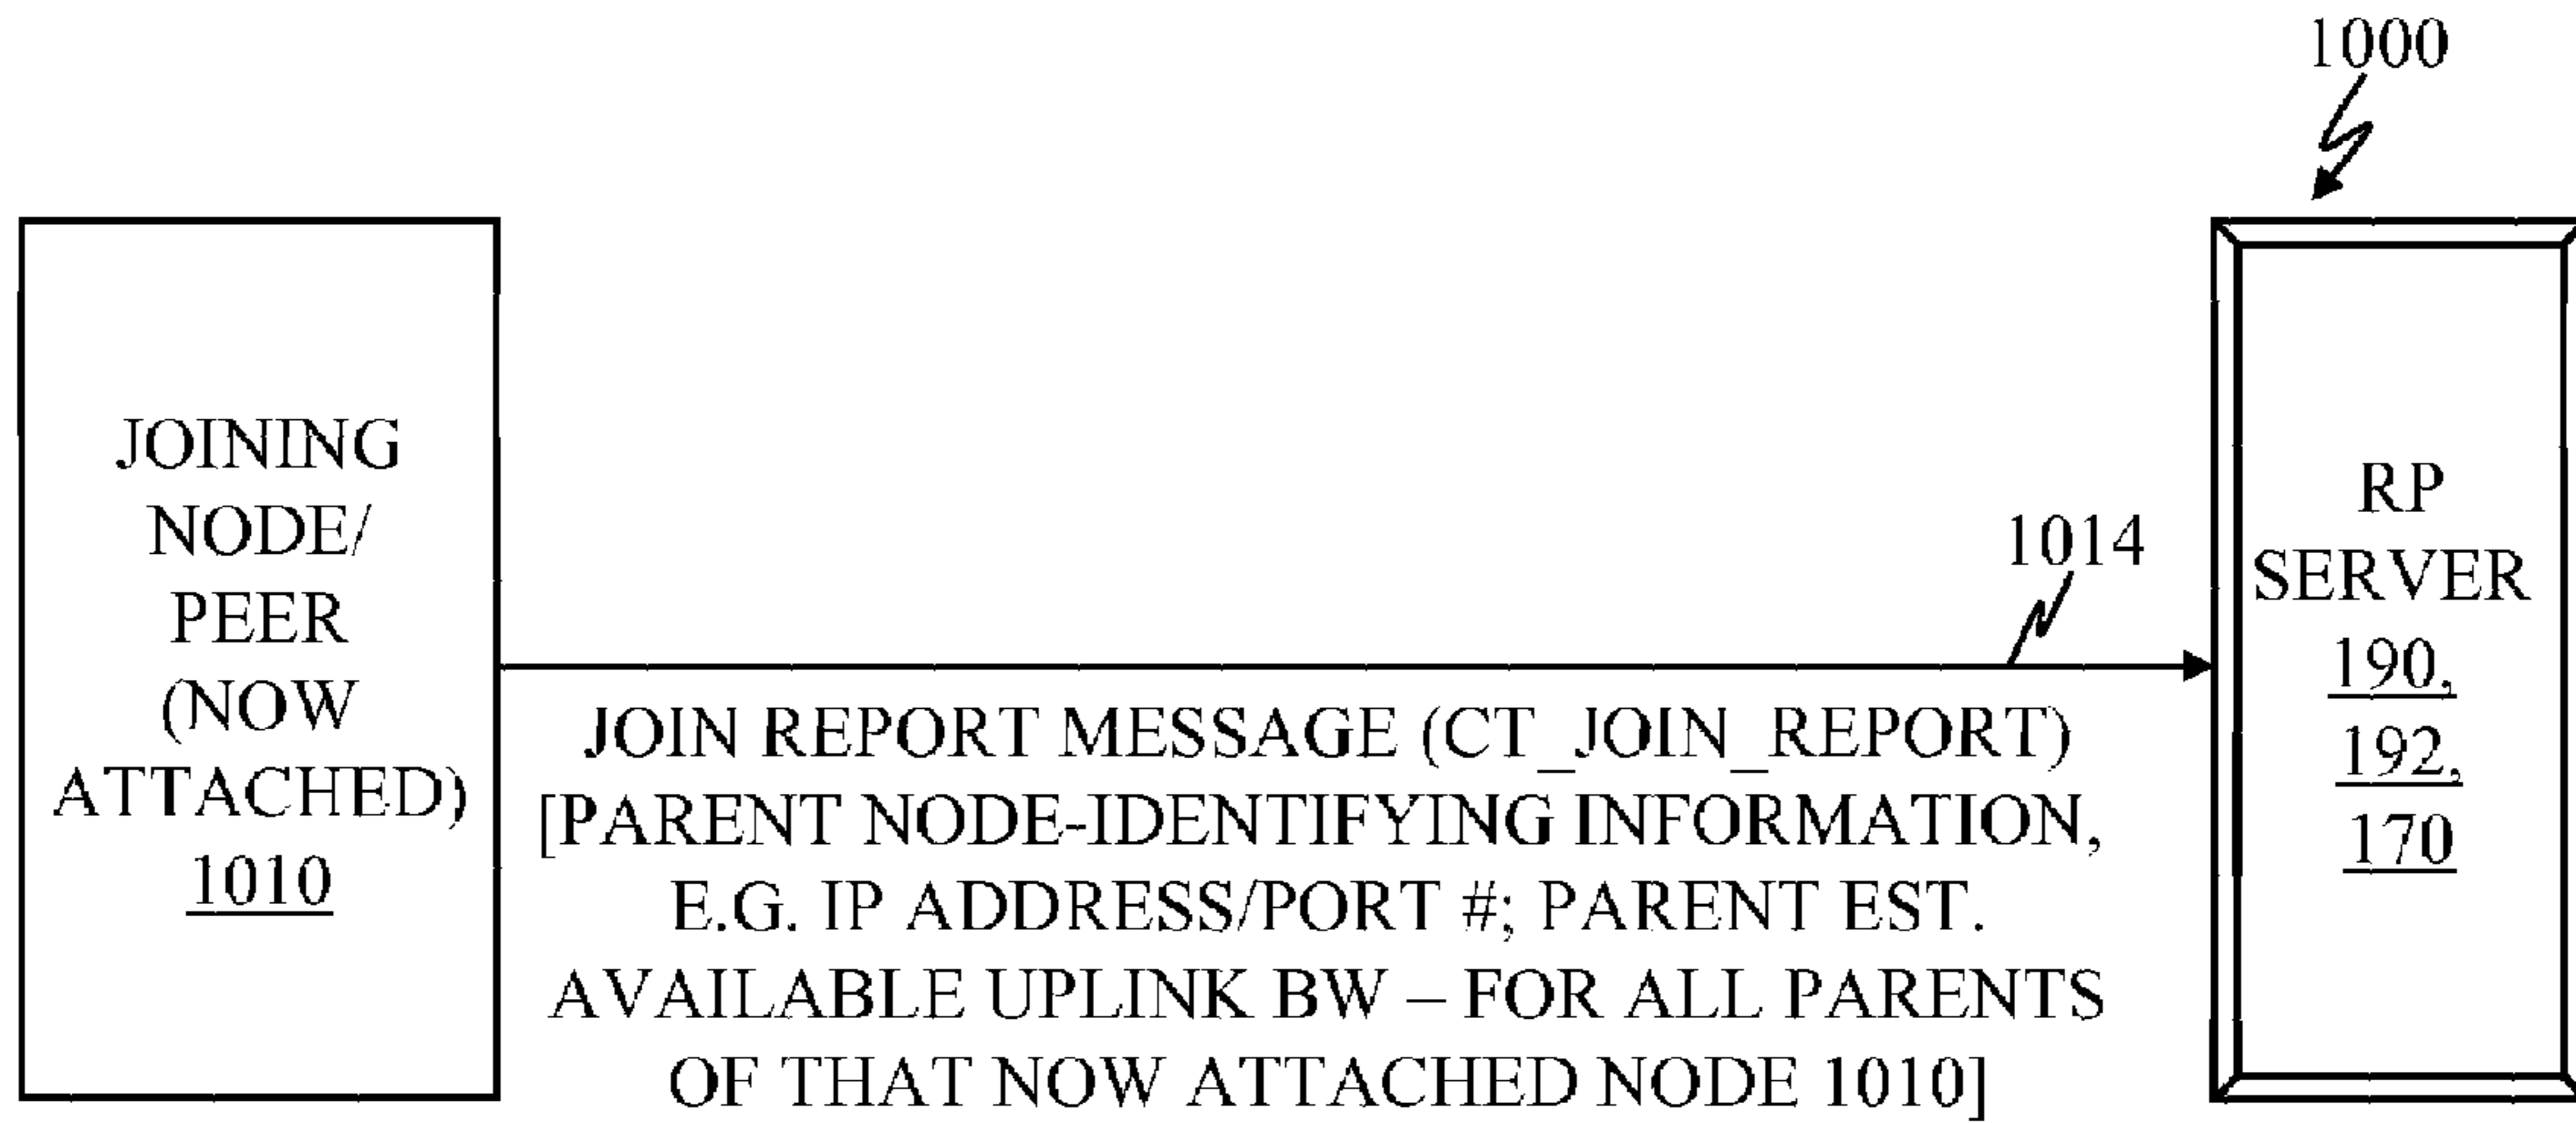 1000
JOINING
NODE/
PEER
(NOW
ATTACHED)
1010
1014
JOIN REPORT MESSAGE (CT_JOIN_REPORT)
[PARENT NODE-IDENTIFYING INFORMATION,
E.G. IP ADDRESS/PORT #; PARENT EST.
AVAILABLE UPLINK BW – FOR ALL PARENTS
OF THAT NOW ATTACHED NODE 1010]
RP
SERVER
190,
192,
170